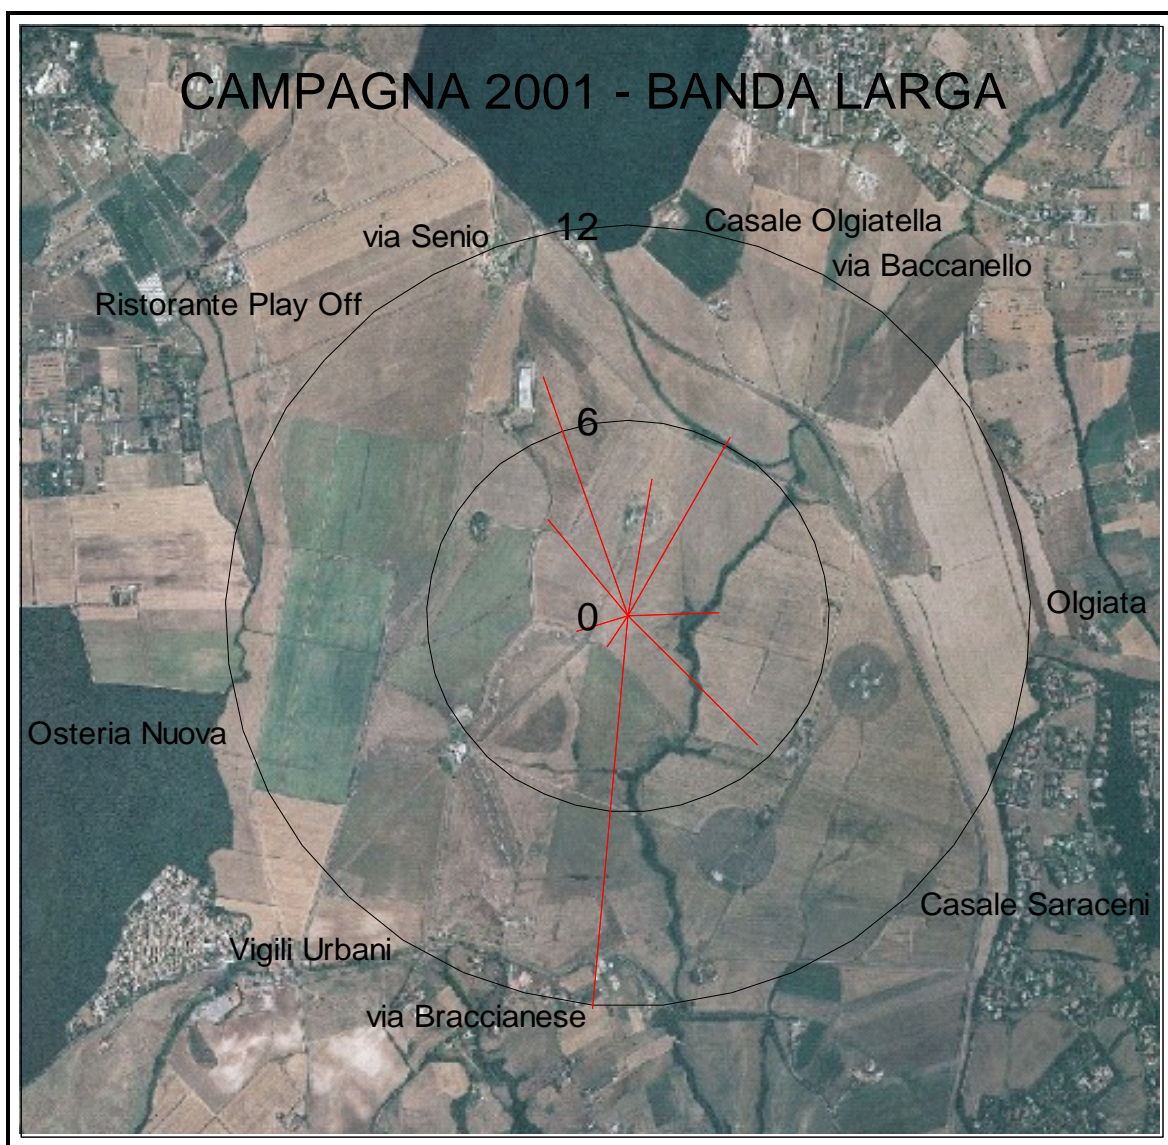 CAMPAGNA 2001 - BANDA LARGA
via Senio
12
Casale Olgiatella
via Baccanello
Ristorante Play Off
6
0
Olgiata
Osteria Nuova
Casale Saraceni
Vigili Urbani
via Braccianese